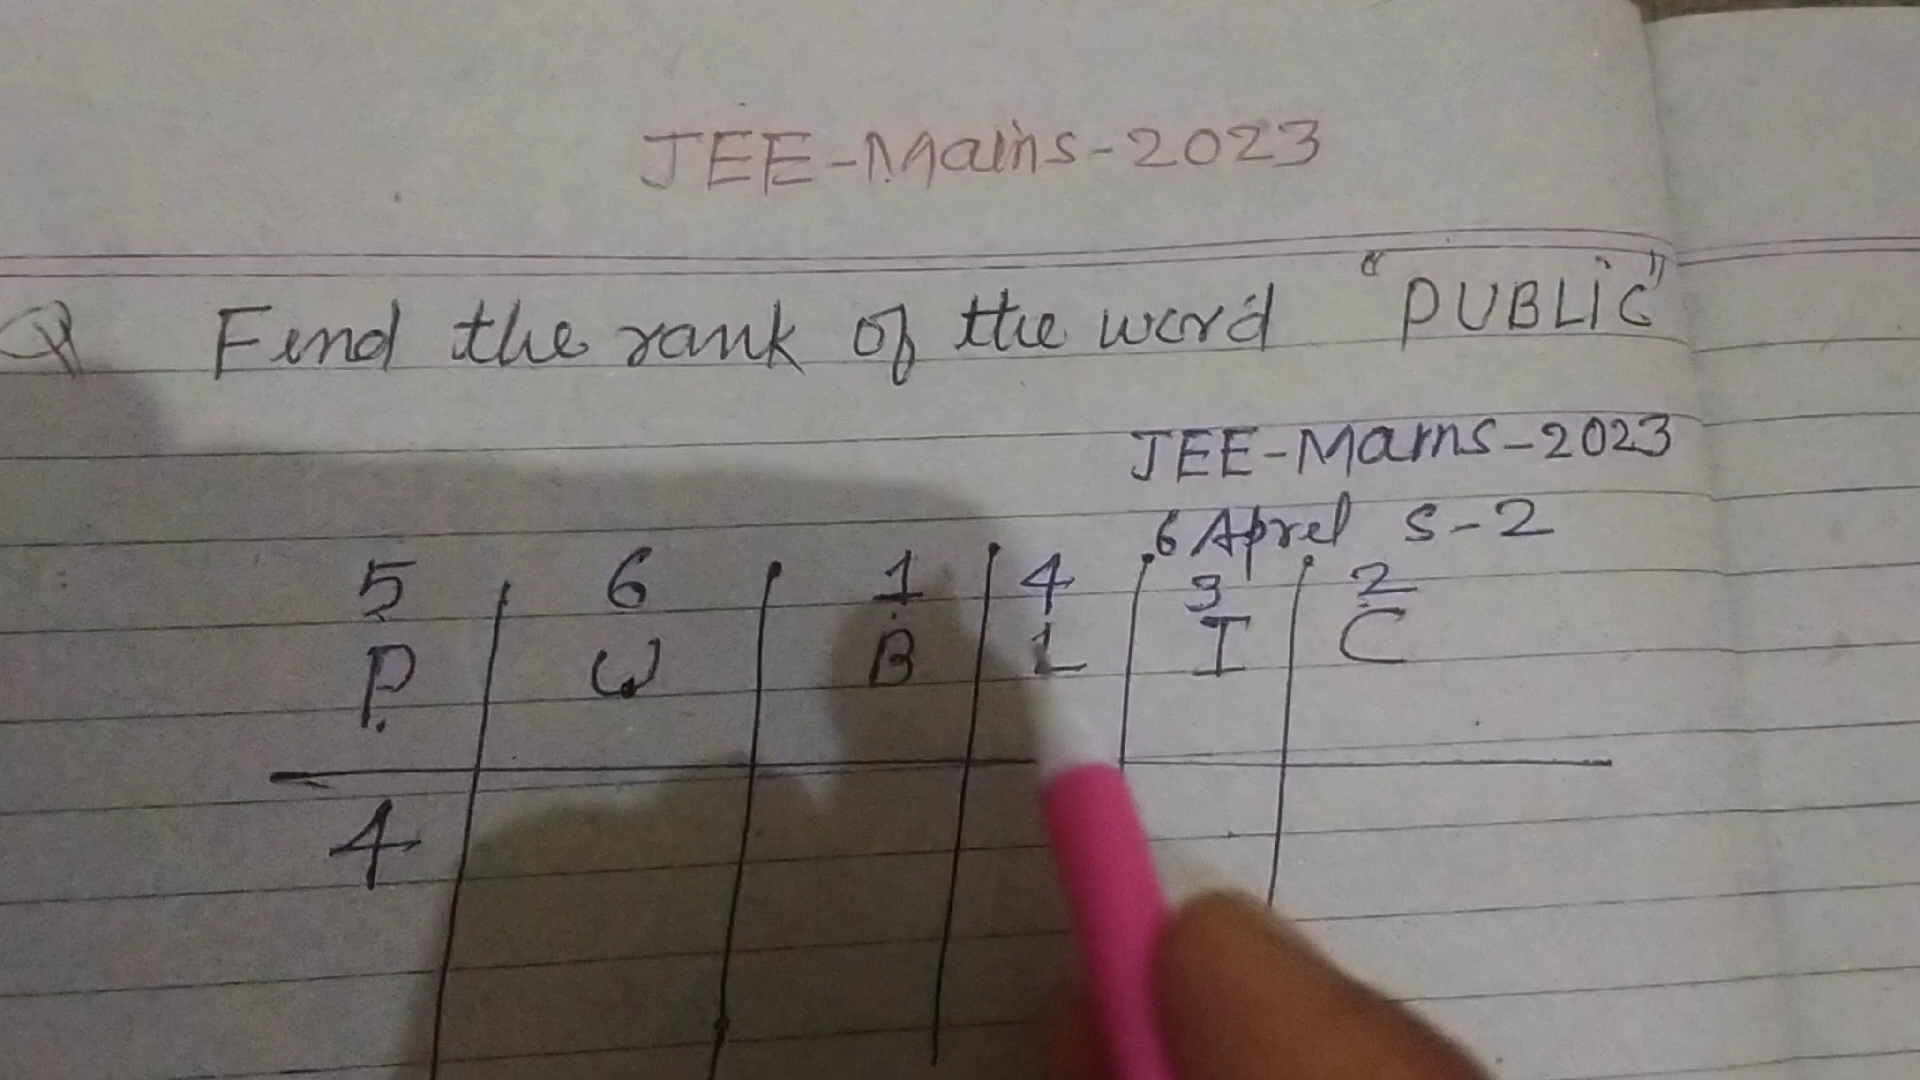 JEE-Mains-2023
Q Find the rank of the word "PUBLIC"
JEE-Mains-2023
6 April S-2
5 6 1 4 3 2
P U B L I C
4